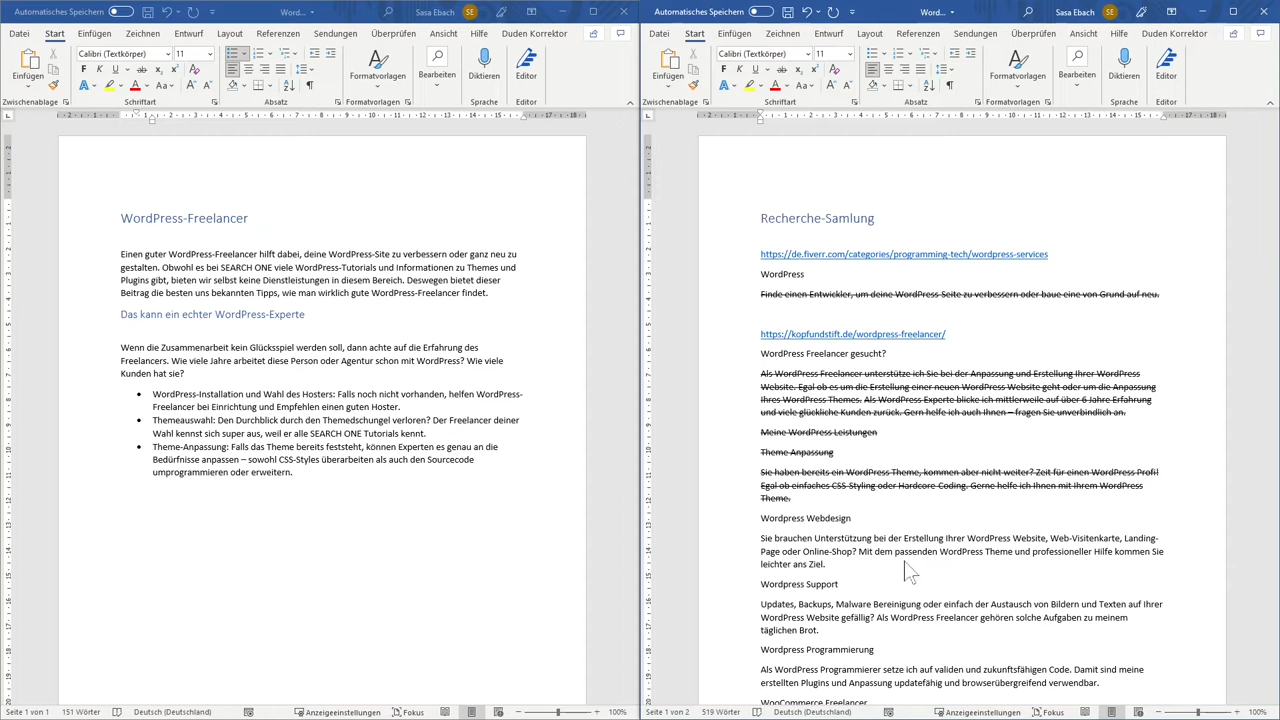 Automatisches Speichern
Word...
Sasa Ebach
SE
Datei
Start
Einfügen
Zeichnen
Entwurf
Layout
Referenzen
Sendungen
Überprüfen
Ansicht
Hilfe
Duden Korrektor
Calibri (Textkörper)
11
Einfügen
Formatvorlagen
Bearbeiten
Diktieren
Editor
Zwischenablage
Schriftart
Absatz
Formatvorlagen
Sprache
Editor
WordPress-Freelancer
Einen guter WordPress-Freelancer hilft dabei, deine WordPress-Site zu verbessern oder ganz neu zu
gestalten. Obwohl es bei SEARCH ONE viele WordPress-Tutorials und Informationen zu Themes und
Plugins gibt, bieten wir selbst keine Dienstleistungen in diesem Bereich. Deswegen bietet dieser
Beitrag die besten uns bekannten Tipps, wie man wirklich gute WordPress-Freelancer findet.
Das kann ein echter WordPress-Experte
Wenn die Zusammenarbeit kein Glücksspiel werden soll, dann achte auf die Erfahrung des
Freelancers. Wie viele Jahre arbeitet diese Person oder Agentur schon mit WordPress? Wie viele
Kunden hat sie?
• WordPress-Installation und Wahl des Hosters: Falls noch nicht vorhanden, helfen WordPress-
Freelancer bei Einrichtung und Empfehlen einen guten Hoster.
• Themeauswahl: Den Durchblick durch den Themedschungel verloren? Der Freelancer deiner
Wahl kennst sich super aus, weil er alle SEARCH ONE Tutorials kennt.
• Theme-Anpassung: Falls das Theme bereits feststeht, können Experten es genau an die
Bedürfnisse anpassen – sowohl CSS-Styles überarbeiten als auch den Sourcecode
umprogrammieren oder erweitern.
Seite 1 von 1
151 Wörter
Deutsch (Deutschland)
Anzeigeeinstellungen
Fokus
100%
Automatisches Speichern
Word...
Sasa Ebach
SE
Datei
Start
Einfügen
Zeichnen
Entwurf
Layout
Referenzen
Sendungen
Überprüfen
Ansicht
Hilfe
Duden Korrektor
Calibri (Textkörper)
11
Einfügen
Formatvorlagen
Bearbeiten
Diktieren
Editor
Zwischenablage
Schriftart
Absatz
Formatvorlagen
Sprache
Editor
Recherche-Samlung
https://de.fiverr.com/categories/programming-tech/wordpress-services
WordPress
Finde einen Entwickler, um deine WordPress-Seite zu verbessern oder baue eine von Grund auf neu.
https://kopfundstift.de/wordpress-freelancer/
WordPress Freelancer gesucht?
Als WordPress Freelancer unterstütze ich Sie bei der Anpassung und Erstellung Ihrer WordPress
Website. Egal ob es um die Erstellung einer neuen WordPress Website geht oder um die Anpassung
Ihres WordPress Themes. Als WordPress Experte blicke ich mittlerweile auf über 6 Jahre Erfahrung
und viele glückliche Kunden zurück. Gern helfe ich auch Ihnen – fragen Sie unverbindlich an.
Meine WordPress Leistungen
Theme Anpassung
Sie haben bereits ein WordPress Theme, kommen aber nicht weiter? Zeit für einen WordPress Profi!
Egal ob einfaches CSS-Styling oder Hardcore-Coding. Gerne helfe ich Ihnen mit Ihrem WordPress
Theme.
Wordpress Webdesign
Sie brauchen Unterstützung bei der Erstellung Ihrer WordPress Website, Web-Visitenkarte, Landing-
Page oder Online-Shop? Mit dem passenden WordPress Theme und professioneller Hilfe kommen Sie
leichter ans Ziel.
Wordpress Support
Updates, Backups, Malware Bereinigung oder einfach der Austausch von Bildern und Texten auf Ihrer
WordPress Website gefällig? Als WordPress Freelancer gehören solche Aufgaben zu meinem
täglichen Brot.
Wordpress Programmierung
Als WordPress Programmierer setze ich auf validen und zukunftsfähigen Code. Damit sind meine
erstellten Plugins und Anpassung updatefähig und browserübergreifend verwendbar.
WooCommerce Freelancer
Seite 1 von 2
519 Wörter
Deutsch (Deutschland)
Anzeigeeinstellungen
Fokus
100%